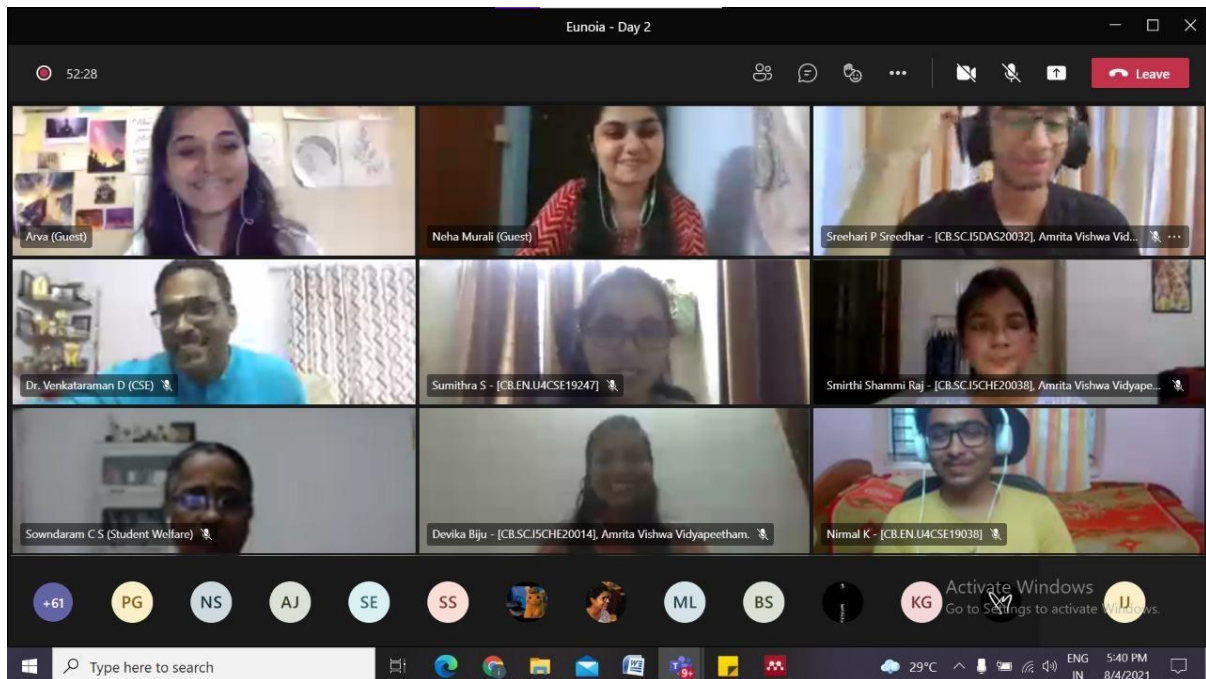 Eunoia - Day 2
52:28
Leave
Arva (Guest)
Neha Murali (Guest)
Sreehari P Sreedhar - [CB.SC.I5DAS20032], Amrita Vishwa Vid...
Dr. Venkataraman D (CSE)
Sumithra S - [CB.EN.U4CSE19247]
Smirthi Shammi Raj - [CB.SC.I5CHE20038], Amrita Vishwa Vidyape...
Sowndaram C S (Student Welfare)
Devika Biju - [CB.SC.I5CHE20014], Amrita Vishwa Vidyapeetham.
Nirmal K - [CB.EN.U4CSE19038]
+61
PG
NS
AJ
SE
SS
ML
BS
KG
IJ
Activate Windows
Go to Settings to activate Windows.
Type here to search
9+
29°C
ENG
IN
5:40 PM
8/4/2021